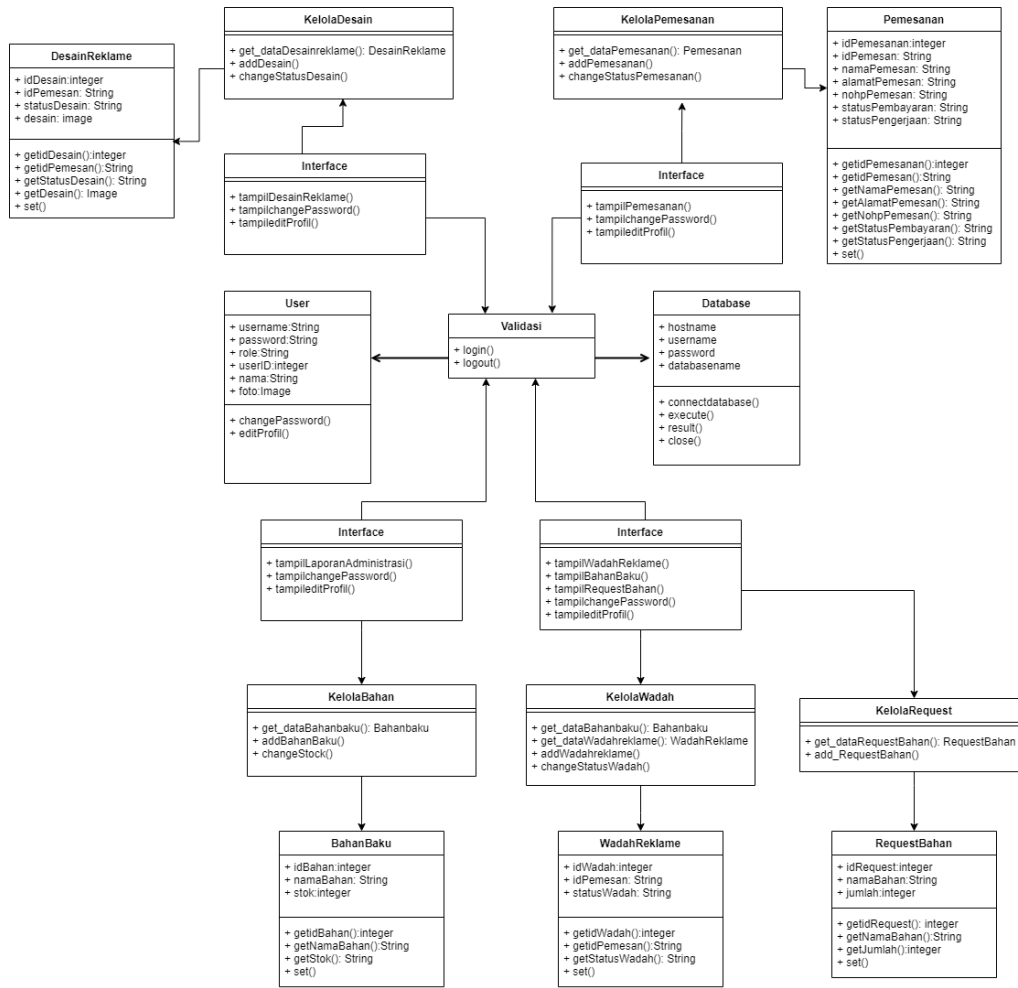 KelolaDesain
+ get_dataDesainreklame(): DesainReklame
+ addDesain()
+ changeStatusDesain()
KelolaPemesanan
+ get_dataPemesanan(): Pemesanan
+ addPemesanan()
+ changeStatusPemesanan()
Pemesanan
+ idPemesanan:integer
+ idPemesan: String
+ namaPemesan: String
+ alamatPemesan: String
+ nohpPemesan: String
+ statusPembayaran: String
+ statusPengerjaan: String
+ getidPemesanan():integer
+ getidPemesan():String
+ getNamaPemesan(): String
+ getAlamatPemesan(): String
+ getNohpPemesan(): String
+ getStatusPembayaran(): String
+ getStatusPengerjaan(): String
+ set()
DesainReklame
+ idDesain:integer
+ idPemesan: String
+ statusDesain: String
+ desain: image
+ getidDesain():integer
+ getidPemesan():String
+ getStatusDesain(): String
+ getDesain(): Image
+ set()
Interface
+ tampilDesainReklame()
+ tampilchangePassword()
+ tampileditProfil()
Interface
+ tampilPemesanan()
+ tampilchangePassword()
+ tampileditProfil()
User
+ username:String
+ password:String
+ role:String
+ userID:integer
+ nama:String
+ foto:Image
+ changePassword()
+ editProfil()
Validasi
+ login()
+ logout()
Database
+ hostname
+ username
+ password
+ databasename
+ connectdatabase()
+ execute()
+ result()
+ close()
Interface
+ tampilLaporanAdministrasi()
+ tampilchangePassword()
+ tampileditProfil()
Interface
+ tampilWadahReklame()
+ tampilBahanBaku()
+ tampilRequestBahan()
+ tampilchangePassword()
+ tampileditProfil()
KelolaBahan
+ get_dataBahanbaku(): Bahanbaku
+ addBahanBaku()
+ changeStock()
KelolaWadah
+ get_dataBahanbaku(): Bahanbaku
+ get_dataWadahreklame(): WadahReklame
+ addWadahreklame()
+ changeStatusWadah()
KelolaRequest
+ get_dataRequestBahan(): RequestBahan
+ add_RequestBahan()
BahanBaku
+ idBahan:integer
+ namaBahan: String
+ stok:integer
+ getidBahan():integer
+ getNamaBahan():String
+ getStok(): String
+ set()
WadahReklame
+ idWadah:integer
+ idPemesan: String
+ statusWadah: String
+ getidWadah():integer
+ getidPemesan():String
+ getStatusWadah(): String
+ set()
RequestBahan
+ idRequest:integer
+ namaBahan:String
+ jumlah:integer
+ getidRequest(): integer
+ getNamaBahan():String
+ getJumlah():integer
+ set()